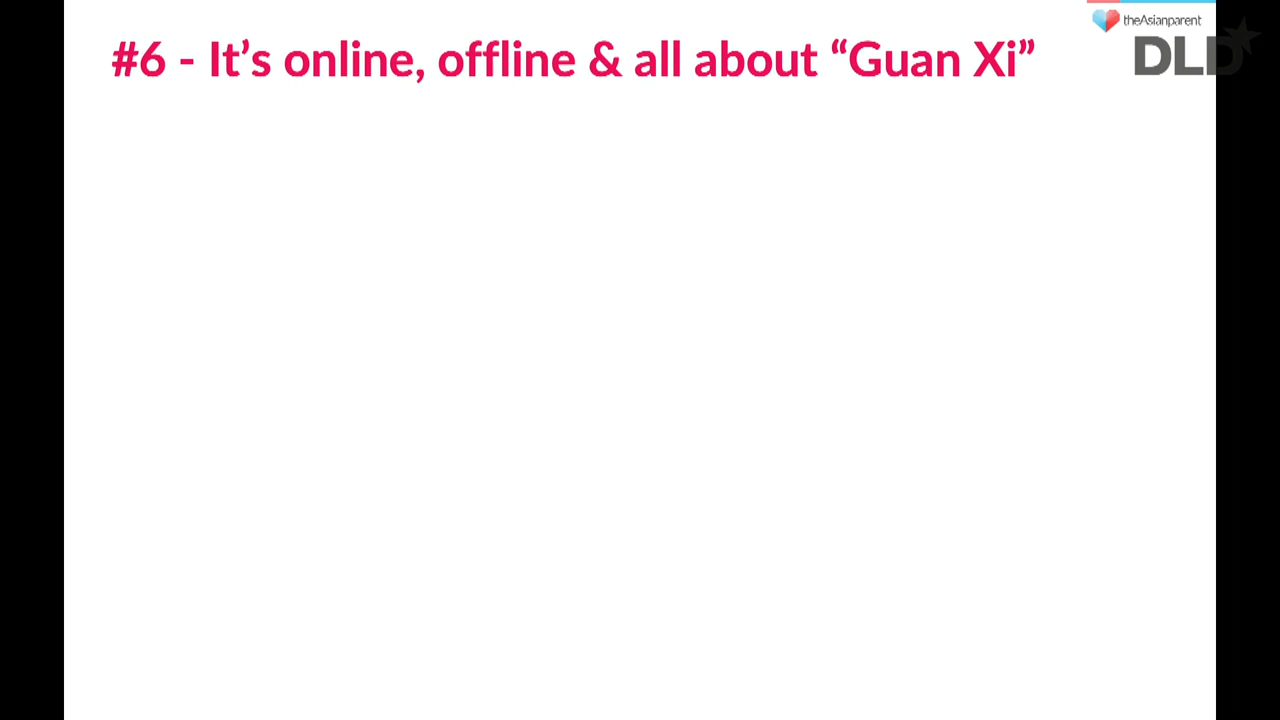 theAsianparent
#6 - It’s online, offline & all about “Guan Xi”
DLD